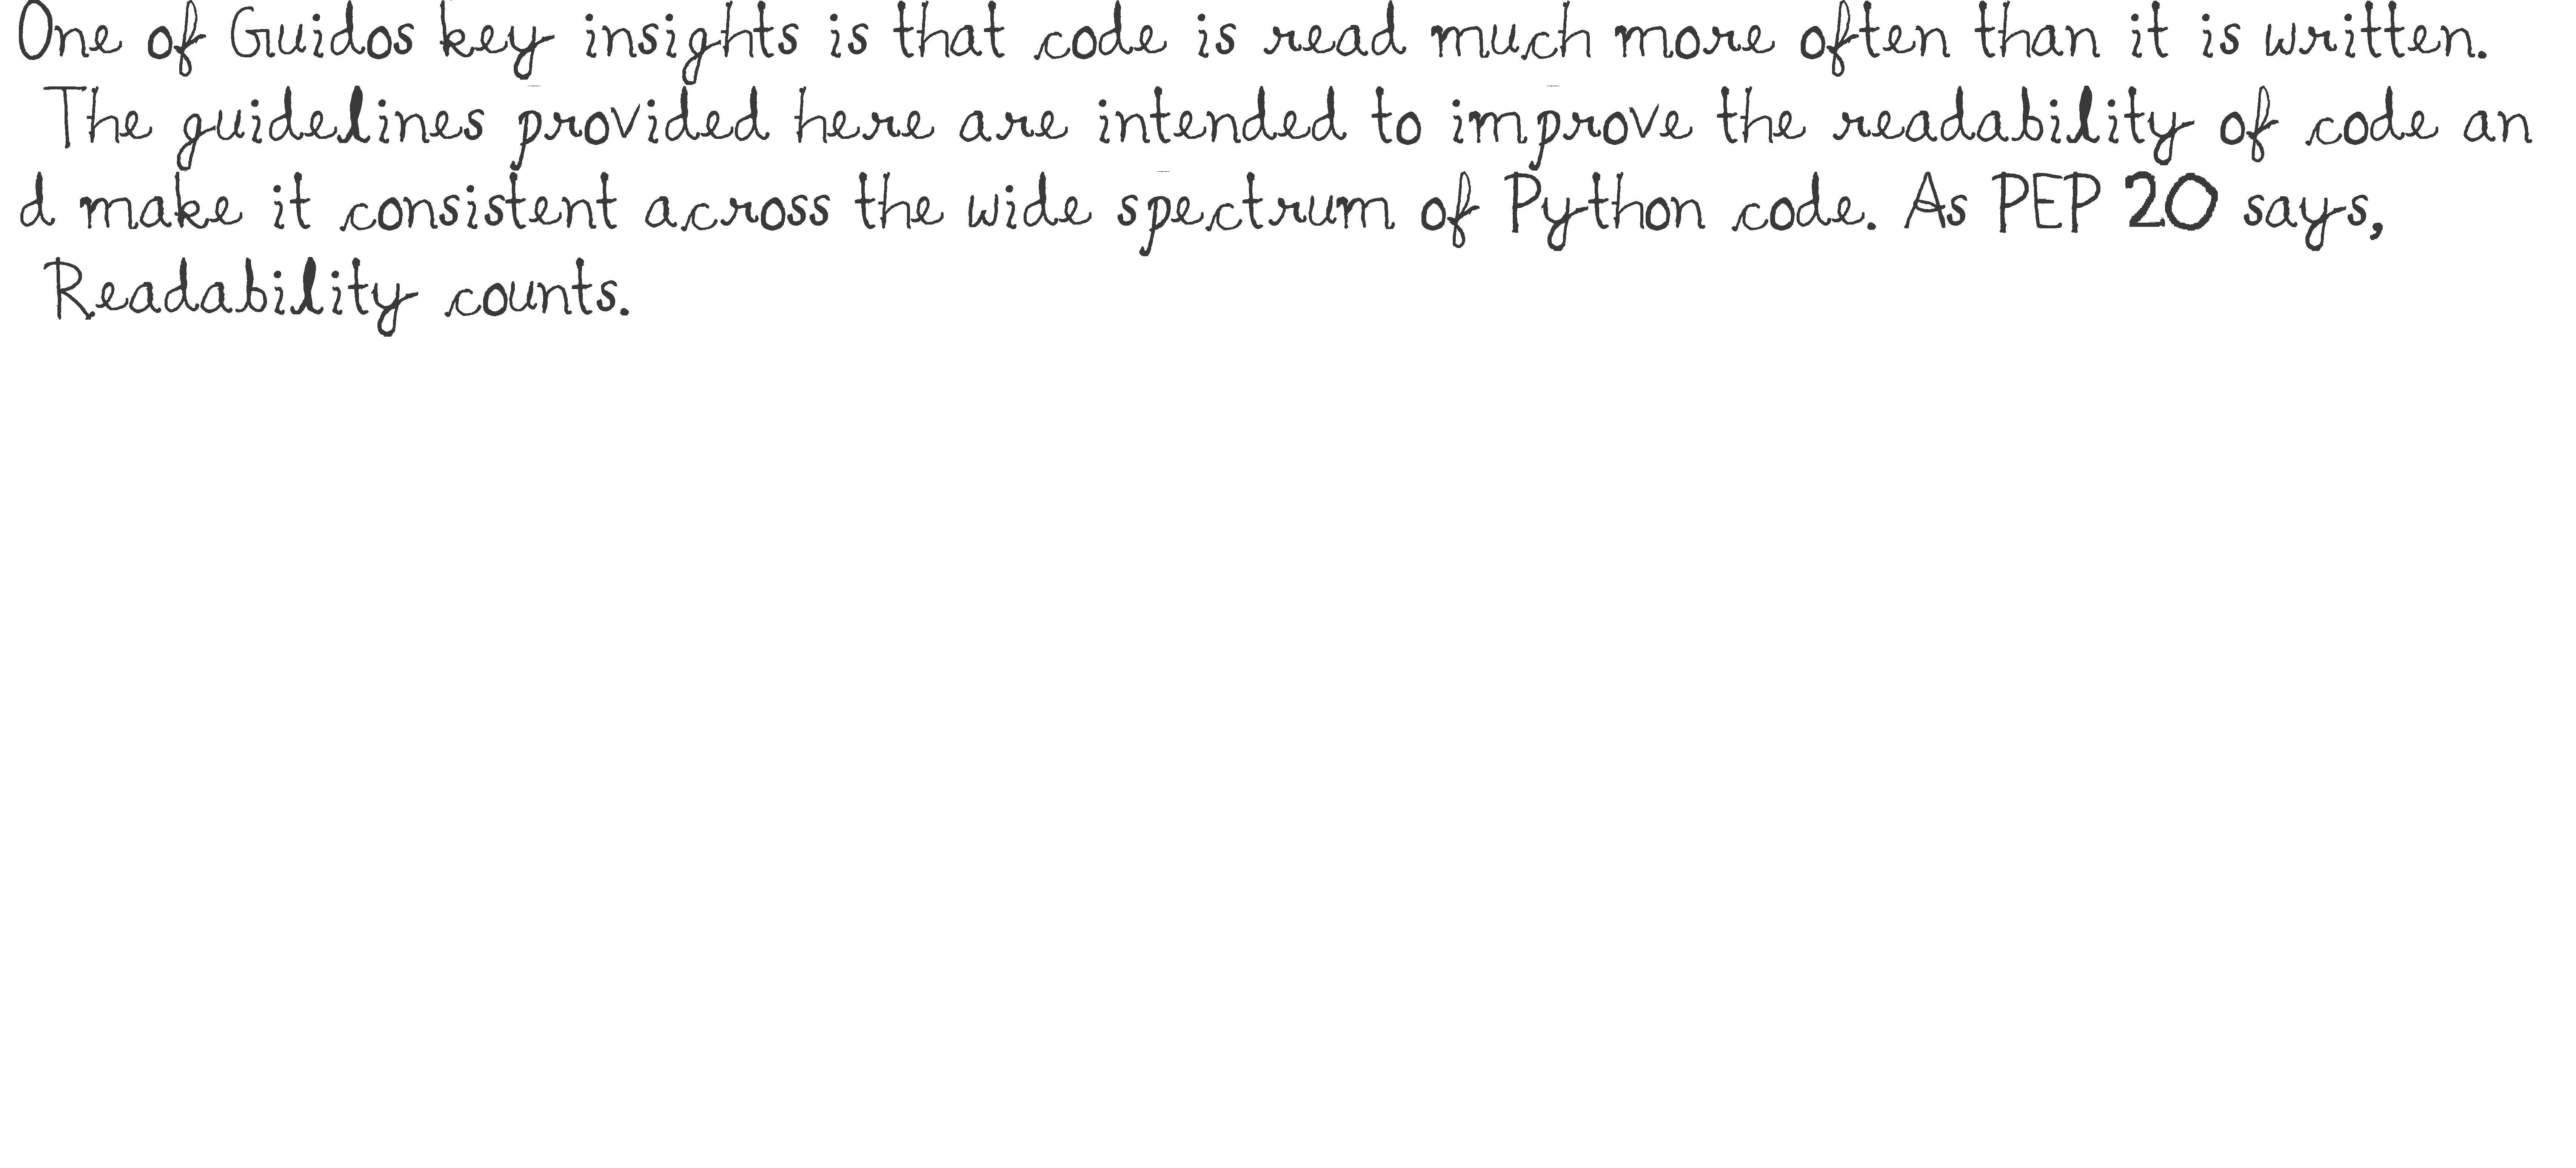 One of Guidos key insights is that code is read much more often than it is written.
The guidelines provided here are intended to improve the readability of code an
d make it consistent across the wide spectrum of Python code. As PEP 20 says,
Readability counts.